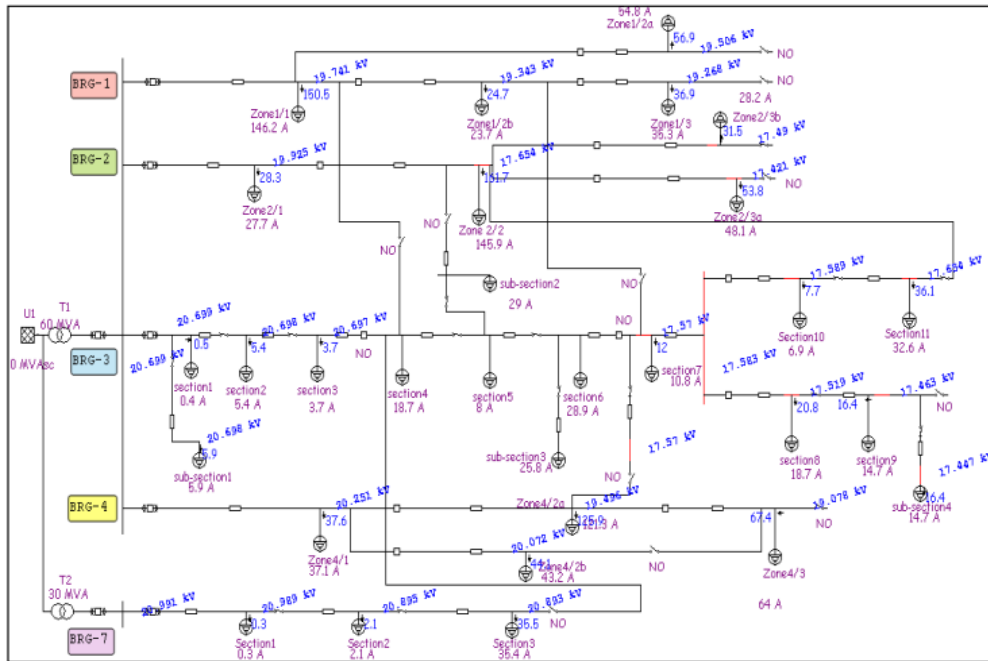 54.8 A
Zone1/2a
56.9
19.506 kV
NO
BRG-1
19.741 kV
19.343 kV
19.268 kV
NO
150.5
24.7
36.9
28.2 A
Zone1/1
146.2 A
Zone1/2b
23.7 A
Zone1/3
35.3 A
Zone2/3b
31.5
17.49 kV
BRG-2
19.925 kV
17.654 kV
17.421 kV
28.3
151.7
53.8
NO
Zone2/1
27.7 A
Zone 2/2
145.9 A
Zone2/3a
48.1 A
NO
NO
NO
sub-section2
29 A
17.589 kV
17.654 kV
7.7
36.1
Section10
6.9 A
Section11
32.6 A
U1
T1
60 MVA
0 MVAsc
20.699 kV
20.698 kV
20.697 kV
NO
NO
17.57 kV
BRG-3
0.5
5.4
3.7
12
20.699 kV
17.583 kV
section1
0.4 A
section2
5.4 A
section3
3.7 A
section4
18.7 A
section5
8 A
section6
28.9 A
section7
10.8 A
17.519 kV
17.463 kV
20.8
16.4
NO
20.698 kV
5.9
sub-section1
5.9 A
sub-section3
25.8 A
17.57 kV
NO
section8
18.7 A
section9
14.7 A
17.447 kV
16.4
sub-section4
14.7 A
BRG-4
20.251 kV
Zone4/2a
19.496 kV
19.078 kV
37.6
125.9
121.3 A
67.4
NO
Zone4/1
37.1 A
20.072 kV
44.1
Zone4/2b
43.2 A
NO
Zone4/3
64 A
T2
30 MVA
20.991 kV
20.989 kV
20.895 kV
20.893 kV
BRG-7
0.3
2.1
35.5
NO
Section1
0.3 A
Section2
2.1 A
Section3
35.4 A